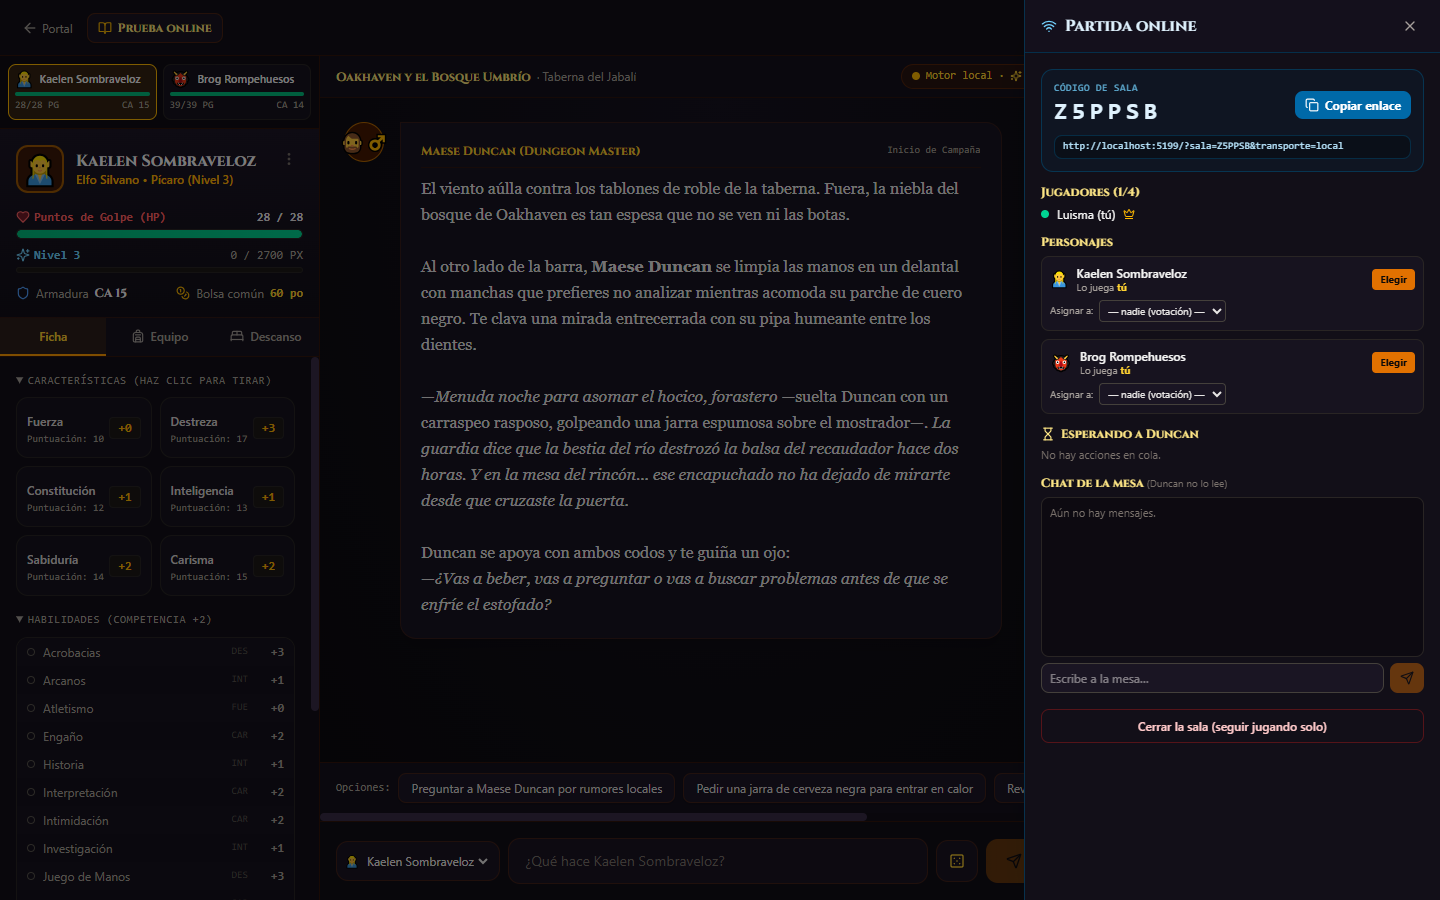 Portal
Prueba online
Kaelen Sombraveloz
28/28 PG
CA 15
Brog Rompehuesos
39/39 PG
CA 14
Kaelen Sombraveloz
Elfo Silvano • Pícaro (Nivel 3)
Puntos de Golpe (HP)
28 / 28
Nivel 3
0 / 2700 PX
Armadura CA 15
Bolsa común 60 po
Ficha
Equipo
Descanso
▼ CARACTERÍSTICAS (HAZ CLIC PARA TIRAR)
Fuerza
Puntuación: 10
+0
Destreza
Puntuación: 17
+3
Constitución
Puntuación: 12
+1
Inteligencia
Puntuación: 13
+1
Sabiduría
Puntuación: 14
+2
Carisma
Puntuación: 15
+2
▼ HABILIDADES (COMPETENCIA +2)
Acrobacias DES +3
Arcanos INT +1
Atletismo FUE +0
Engaño CAR +2
Historia INT +1
Interpretación CAR +2
Intimidación CAR +2
Investigación INT +1
Juego de Manos DES +3
Oakhaven y el Bosque Umbrío · Taberna del Jabalí
Motor local ·
Maese Duncan (Dungeon Master)
Inicio de Campaña
El viento aúlla contra los tablones de roble de la taberna. Fuera, la niebla del
bosque de Oakhaven es tan espesa que no se ven ni las botas.
Al otro lado de la barra, Maese Duncan se limpia las manos en un delantal
con manchas que prefieres no analizar mientras acomoda su parche de cuero
negro. Te clava una mirada entrecerrada con su pipa humeante entre los
dientes.
—Menuda noche para asomar el hocico, forastero —suelta Duncan con un
carraspeo rasposo, golpeando una jarra espumosa sobre el mostrador—. La
guardia dice que la bestia del río destrozó la balsa del recaudador hace dos
horas. Y en la mesa del rincón... ese encapuchado no ha dejado de mirarte
desde que cruzaste la puerta.
Duncan se apoya con ambos codos y te guiña un ojo:
—¿Vas a beber, vas a preguntar o vas a buscar problemas antes de que se
enfríe el estofado?
Opciones:
Preguntar a Maese Duncan por rumores locales
Pedir una jarra de cerveza negra para entrar en calor
Rev
Kaelen Sombraveloz
¿Qué hace Kaelen Sombraveloz?
Partida online
CÓDIGO DE SALA
Z5PPSB
Copiar enlace
http://localhost:5199/?sala=Z5PPSB&transporte=local
Jugadores (1/4)
Luisma (tú)
Personajes
Kaelen Sombraveloz
Lo juega tú
Elegir
Asignar a: — nadie (votación) —
Brog Rompehuesos
Lo juega tú
Elegir
Asignar a: — nadie (votación) —
Esperando a Duncan
No hay acciones en cola.
Chat de la mesa (Duncan no lo lee)
Aún no hay mensajes.
Escribe a la mesa...
Cerrar la sala (seguir jugando solo)